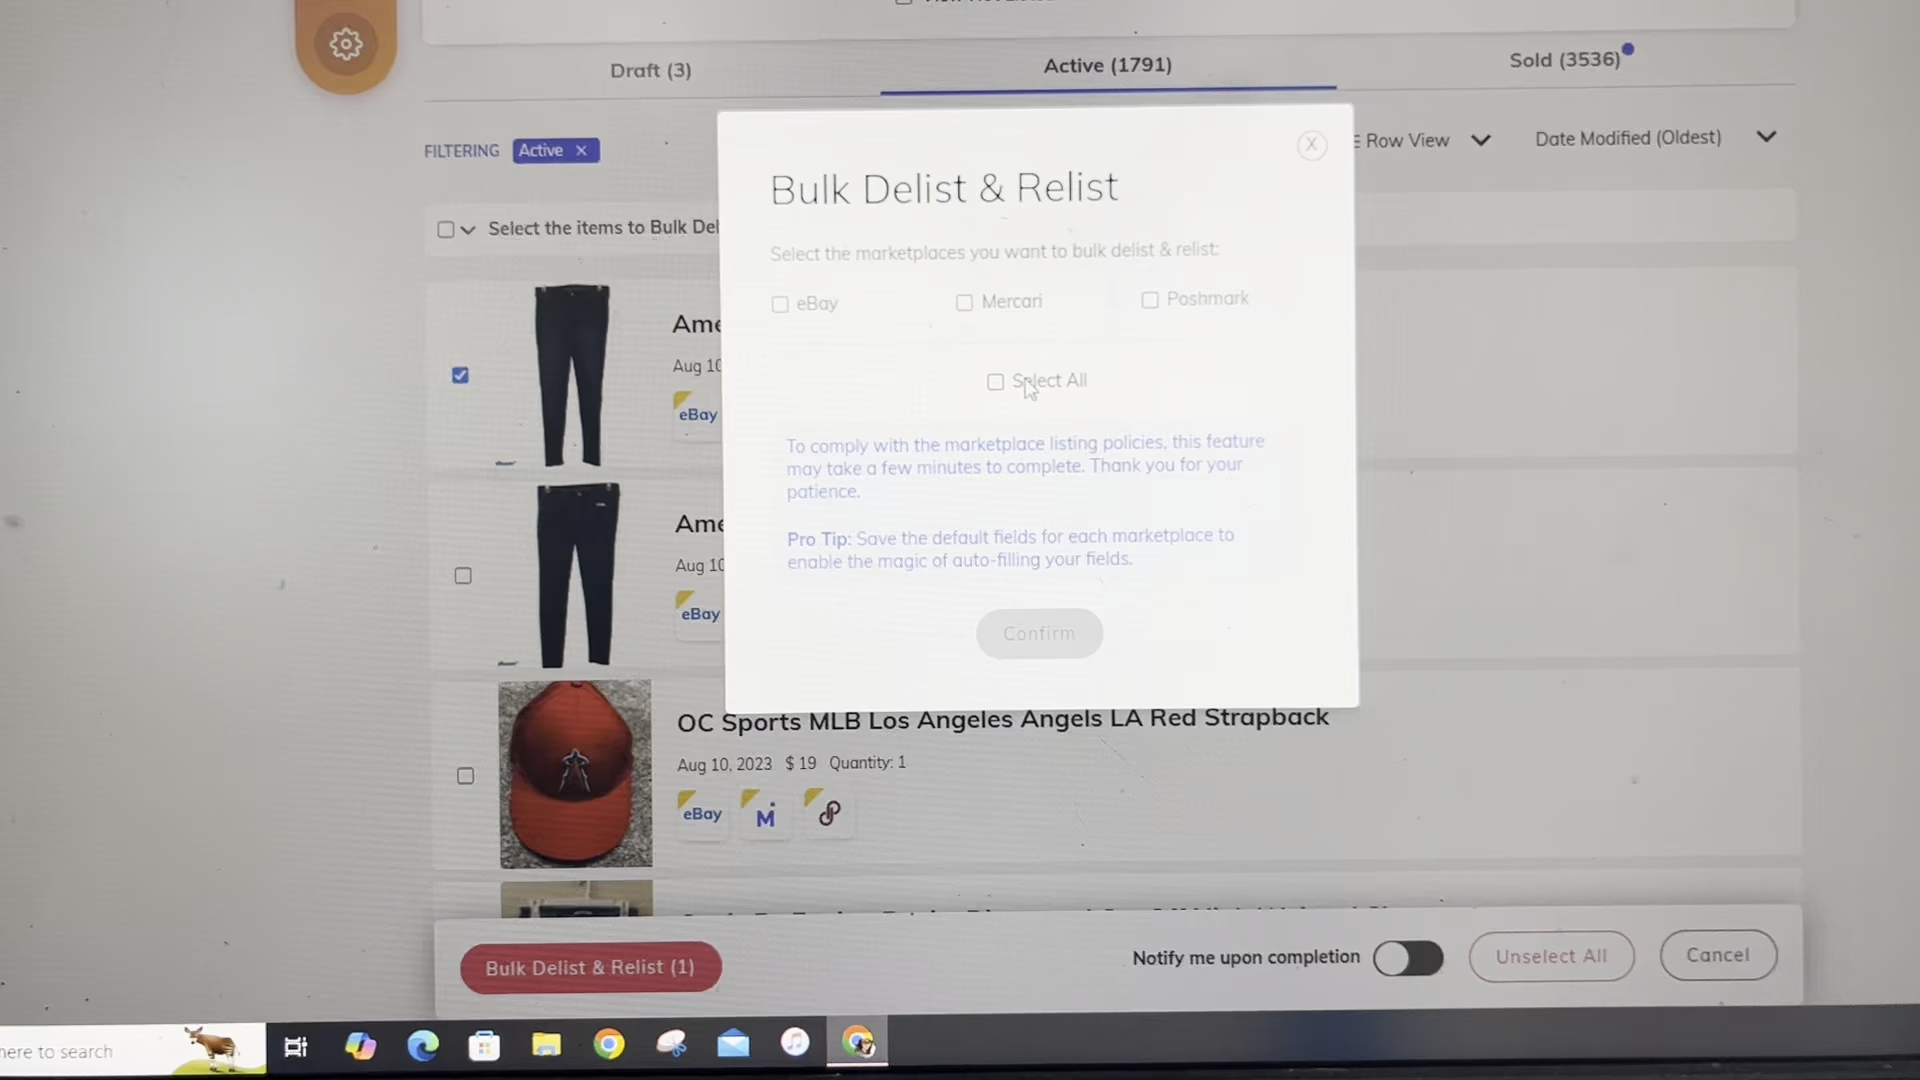 Draft (3)
Active (1791)
Sold (3536)
FILTERING
Active ×
Row View
Date Modified (Oldest)
Select the items to Bulk Del
Bulk Delist & Relist
X
Select the marketplaces you want to bulk delist & relist:
eBay
Mercari
Poshmark
Select All
To comply with the marketplace listing policies, this feature
may take a few minutes to complete. Thank you for your
patience.
Pro Tip: Save the default fields for each marketplace to
enable the magic of auto-filling your fields.
Confirm
Ame
Aug 10
eBay
Ame
Aug 10
eBay
OC Sports MLB Los Angeles Angels LA Red Strapback
Aug 10, 2023 $ 19 Quantity: 1
eBay
M
Bulk Delist & Relist (1)
Notify me upon completion
Unselect All
Cancel
here to search